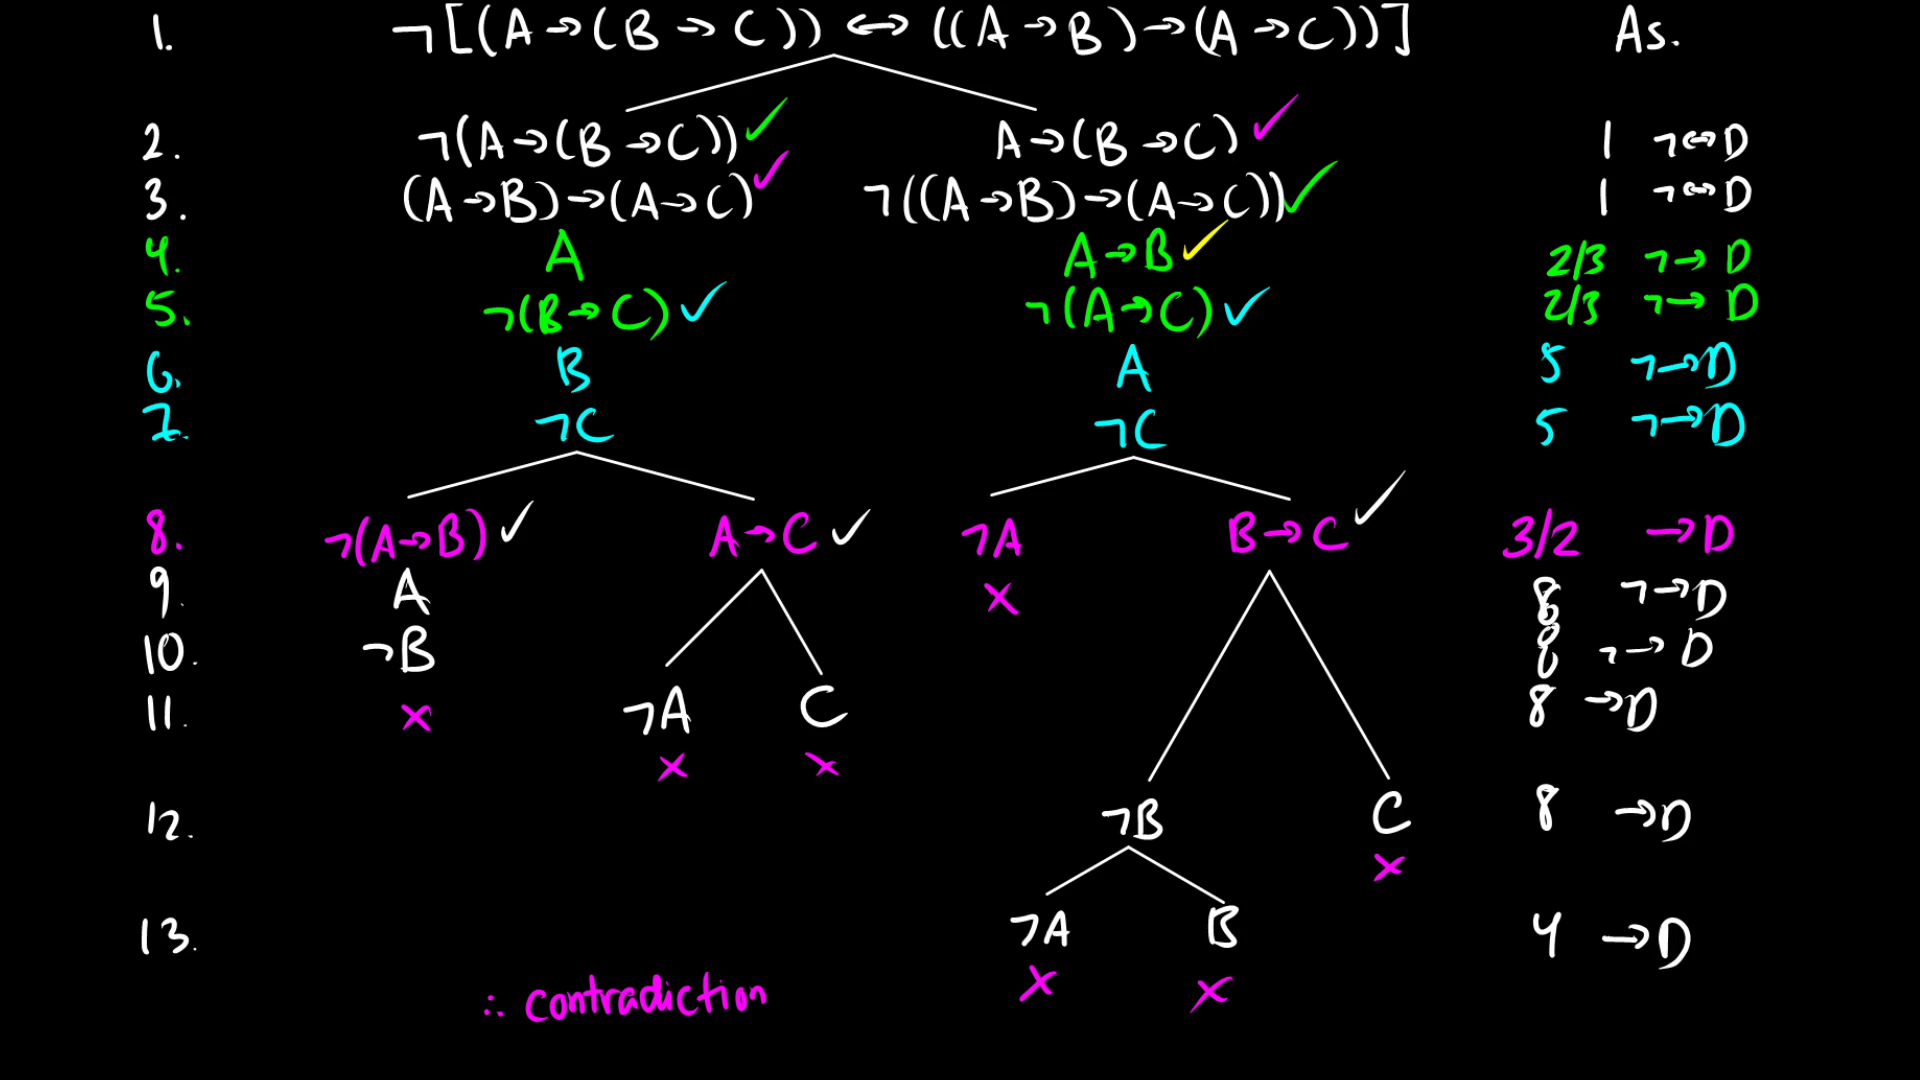 1. ¬[(A→(B→C)) ↔ ((A→B)→(A→C))] As.
2. ¬(A→(B→C)) ✓ A→(B→C) ✓ 1 ¬↔D
3. (A→B)→(A→C) ✓ ¬((A→B)→(A→C)) ✓ 1 ¬↔D
4. A A→B ✓ 2/3 ¬→D
5. ¬(B→C) ✓ ¬(A→C) ✓ 2/3 ¬→D
6. B A 5 ¬→D
7. ¬C ¬C 5 ¬→D
8. ¬(A→B) ✓ A→C ✓ ¬A B→C ✓ 3/2 →D
9. A × 8 ¬→D
10. ¬B 8 ¬→D
11. × ¬A C 8 →D
× ×
12. ¬B C 8 →D
×
13. ¬A B 4 →D
× ×
∴ contradiction